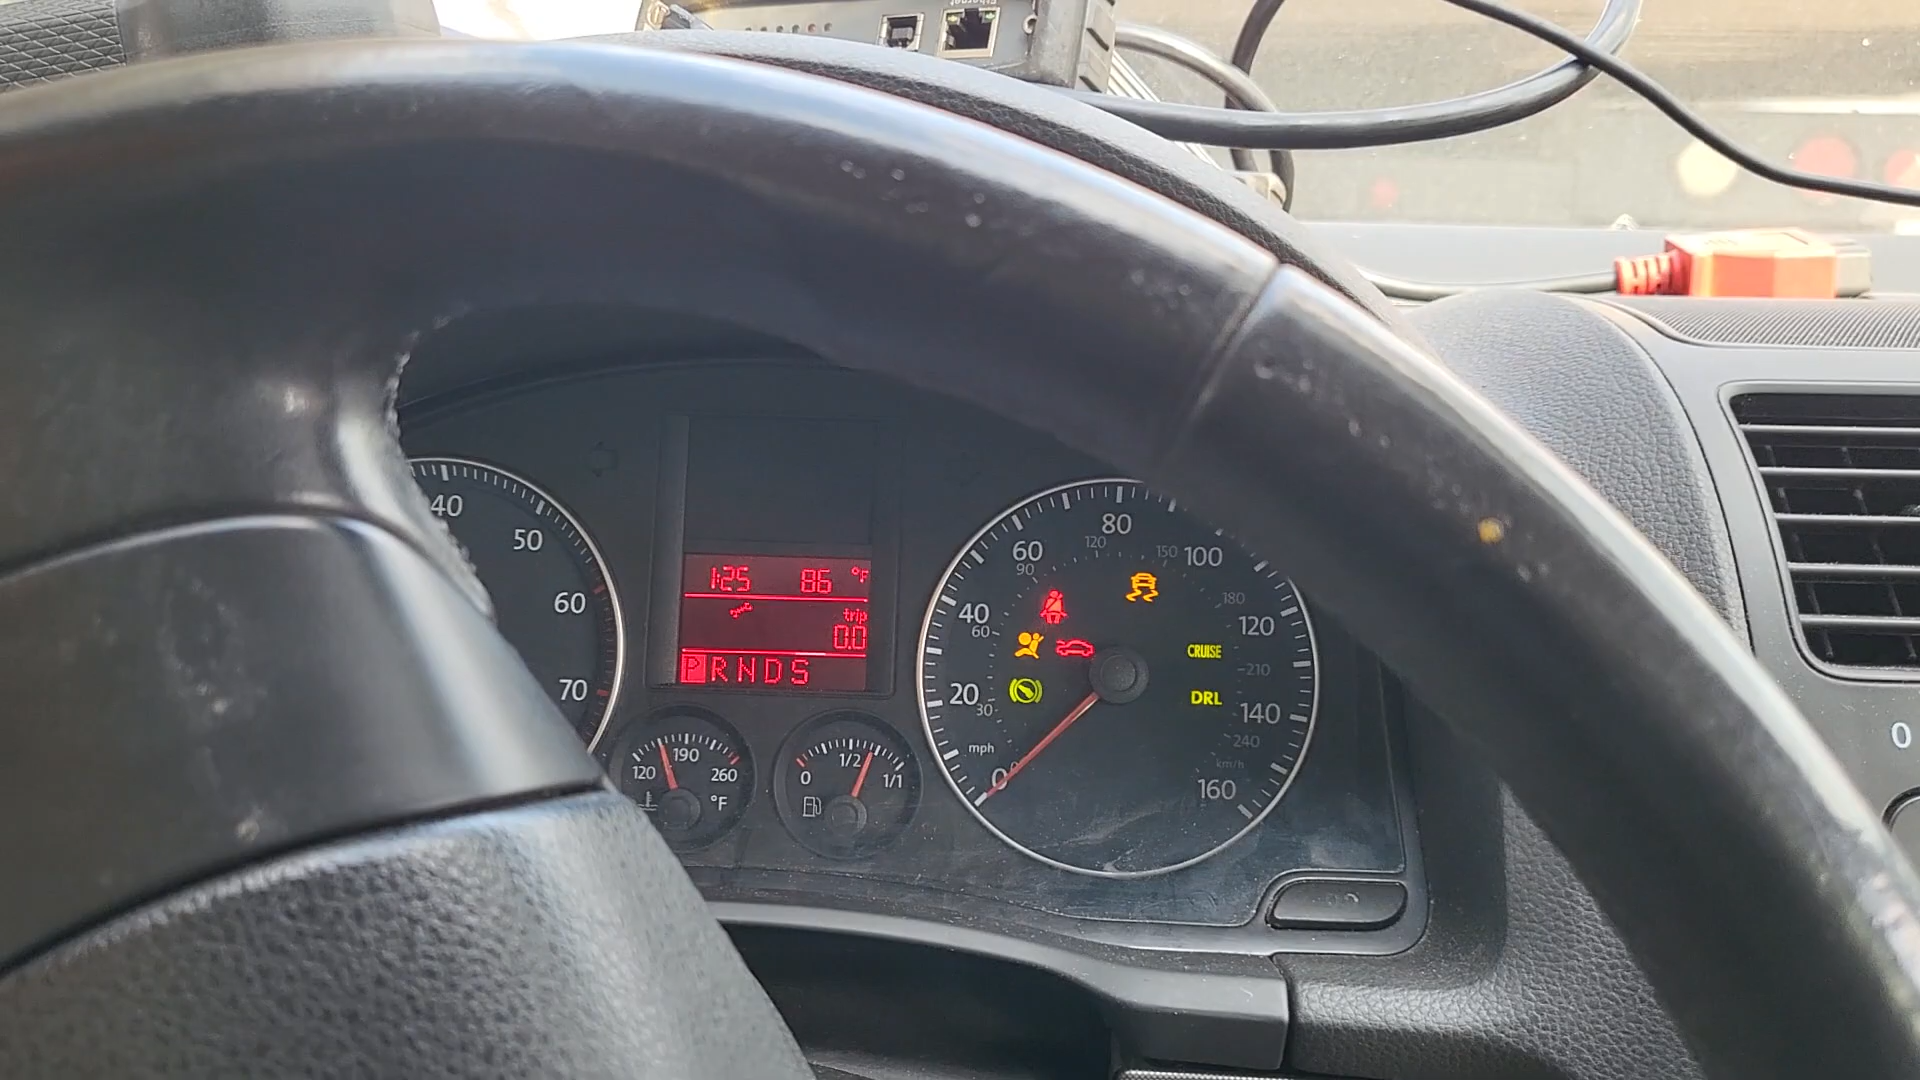 Ethernet
40
50
60
70
1:25 86 °F
trip
0.0
P R N D S
120 190 260
°F
0 1/2 1/1
0 20 40 60 80 100 120 140 160
30 60 90 120 150 180 210 240
mph
km/h
CRUISE
DRL
0